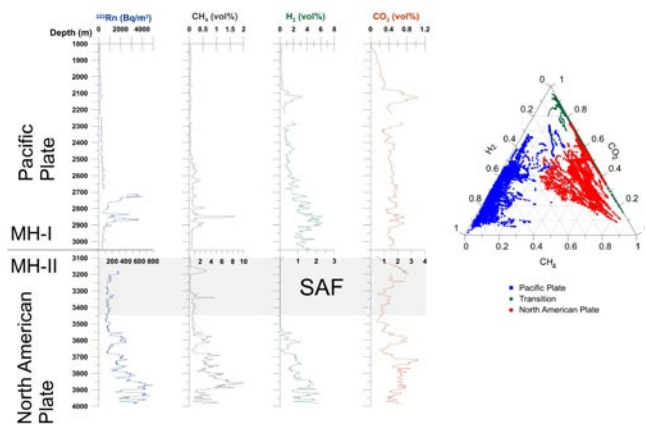 ²²²Rn (Bq/m³) CH₄ (vol%) H₂ (vol%) CO₂ (vol%)
Depth (m) 0 2000 4000 0 0.5 1 1.5 2 0 2 4 6 8 0 0.4 0.8 1.2
1800
1900
2000
2100
2200
2300
2400
2500
2600
2700
2800
2900
3000
Pacific
Plate
MH-I
MH-II
3100 200 400 600 800 2 4 6 8 10 1 2 3 4 1 2 3 4
3200
3300
3400
3500
3600
3700
3800
3900
4000
SAF
North American
Plate
0 1
0.2 0.8
0.4 0.6
0.6 0.4
0.8 0.2
1 0
0 0.2 0.4 0.6 0.8 1
H₂
CO₂
CH₄
Pacific Plate
Transition
North American Plate